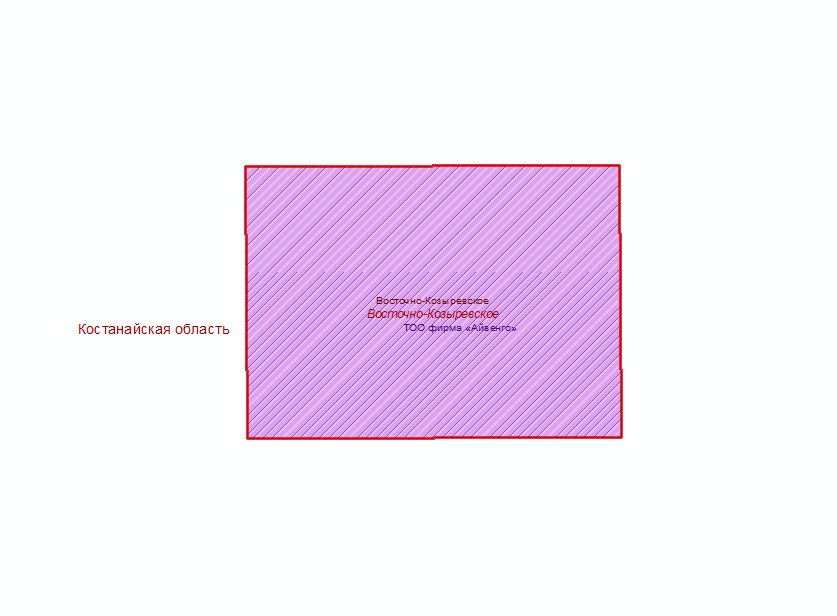 Восточно-Козыревское
Восточно-Козыревское
ТОО фирма «Айвенго»
Костанайская область